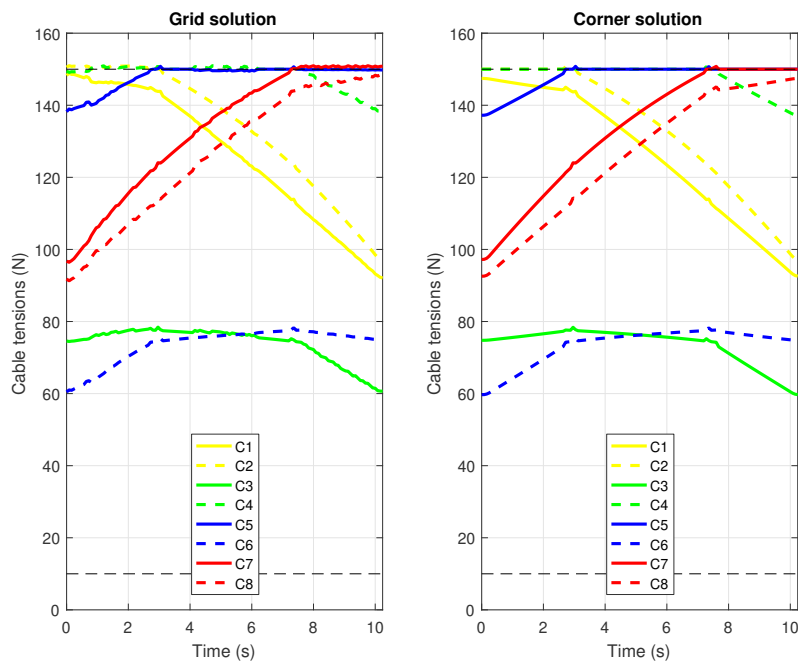 Grid solution
Cable tensions (N)
160
140
120
100
80
60
40
20
0
C1
C2
C3
C4
C5
C6
C7
C8
0 2 4 6 8 10
Time (s)
Corner solution
Cable tensions (N)
160
140
120
100
80
60
40
20
0
C1
C2
C3
C4
C5
C6
C7
C8
0 2 4 6 8 10
Time (s)